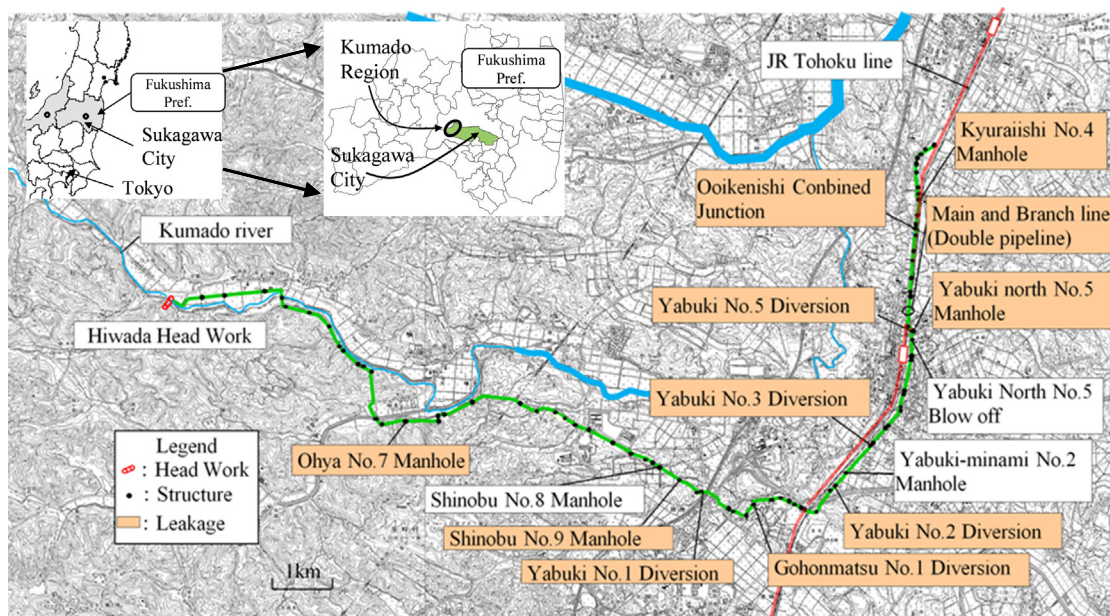 Fukushima
Pref.
Sukagawa
City
Tokyo
Kumado
Region
Fukushima
Pref.
Sukagawa
City
JR Tohoku line
Kyuraiishi No.4
Manhole
Ooikenishi Conbined
Junction
Main and Branch line
(Double pipeline)
Kumado river
Hiwada Head Work
Yabuki No.5 Diversion
Yabuki north No.5
Manhole
Yabuki No.3 Diversion
Yabuki North No.5
Blow off
Legend
: Head Work
: Structure
: Leakage
Ohya No.7 Manhole
Shinobu No.8 Manhole
Yabuki-minami No.2
Manhole
Shinobu No.9 Manhole
Yabuki No.2 Diversion
Yabuki No.1 Diversion
Gohonmatsu No.1 Diversion
1km